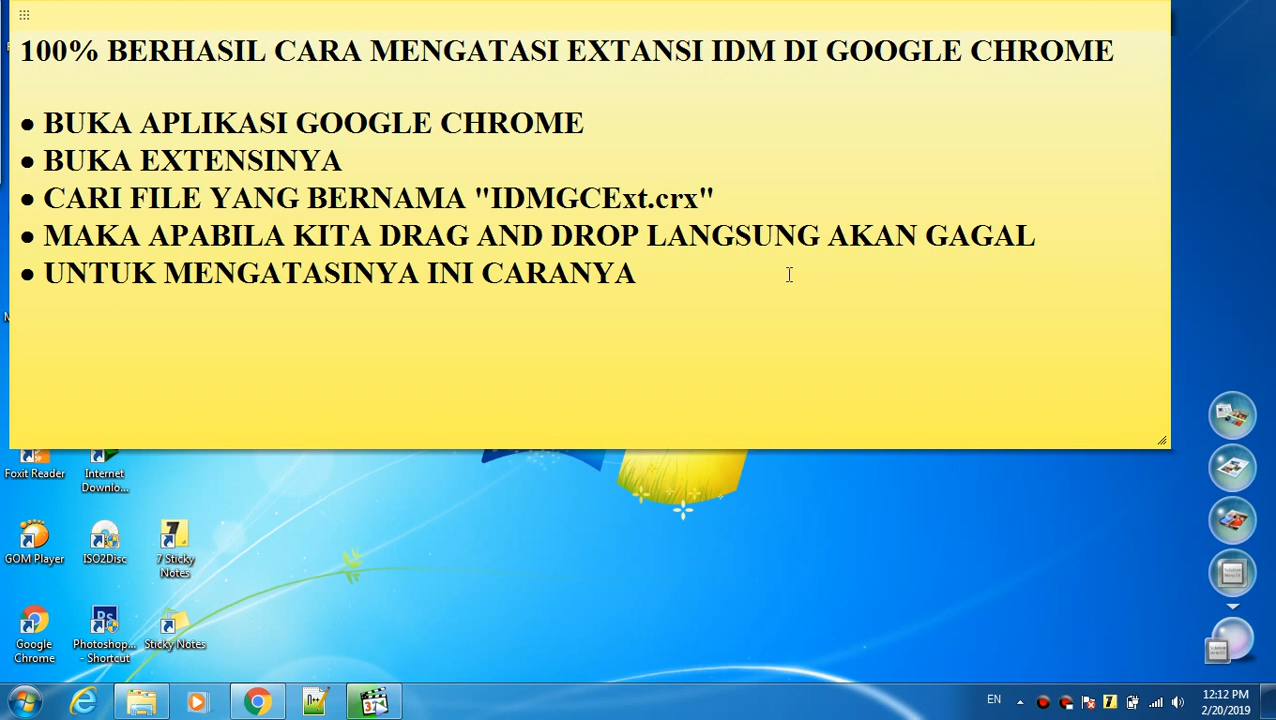 100% BERHASIL CARA MENGATASI EXTANSI IDM DI GOOGLE CHROME
• BUKA APLIKASI GOOGLE CHROME
• BUKA EXTENSINYA
• CARI FILE YANG BERNAMA "IDMGCExt.crx"
• MAKA APABILA KITA DRAG AND DROP LANGSUNG AKAN GAGAL
• UNTUK MENGATASINYA INI CARANYA
Foxit Reader
Internet
Downlo...
GOM Player
ISO2Disc
7 Sticky
Notes
Google
Chrome
Photoshop...
- Shortcut
Sticky Notes
EN
12:12 PM
2/20/2019